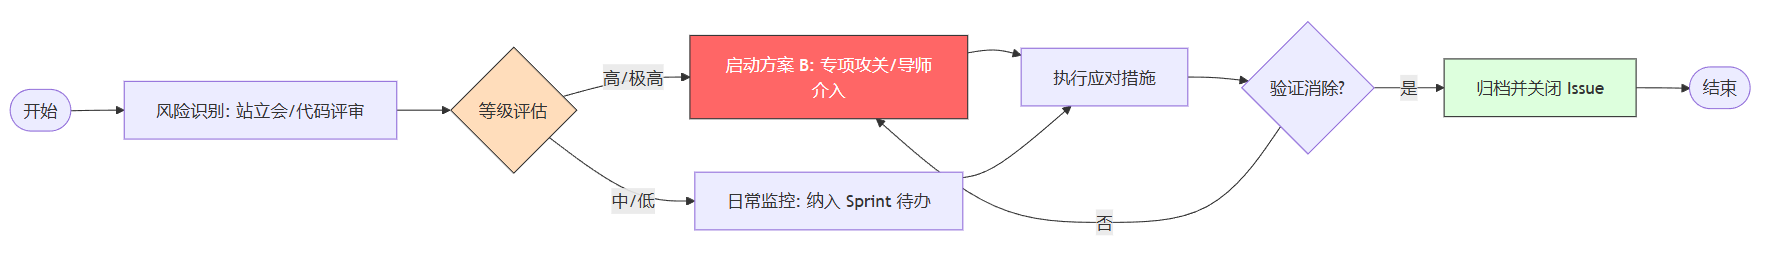 开始
风险识别: 站立会/代码评审
等级评估
高/极高
中/低
启动方案 B: 专项攻关/导师
介入
日常监控: 纳入 Sprint 待办
执行应对措施
验证消除?
否
是
归档并关闭 Issue
结束